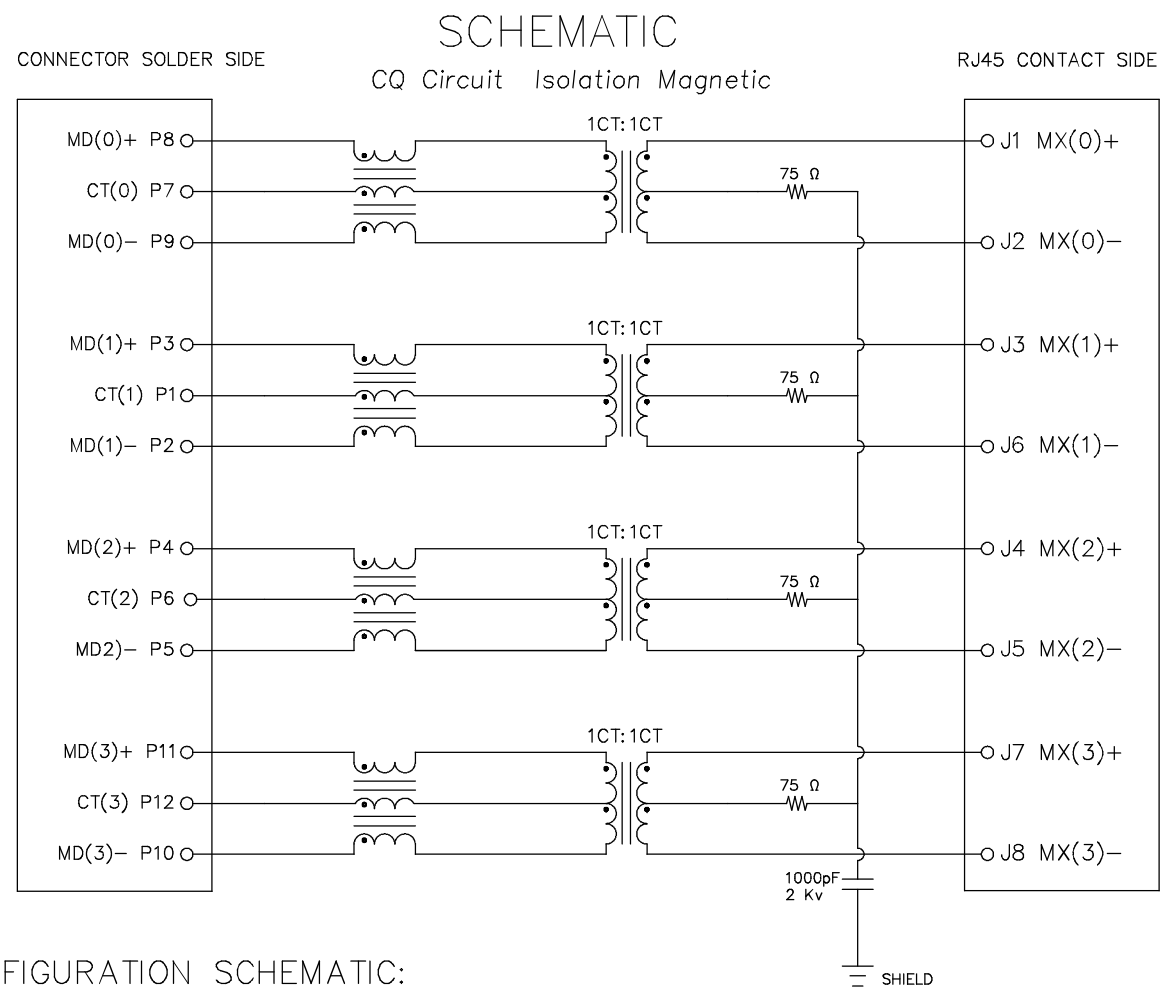 SCHEMATIC
CONNECTOR SOLDER SIDE
RJ45 CONTACT SIDE
CQ Circuit Isolation Magnetic
1CT:1CT
MD(0)+ P8
J1 MX(0)+
75 Ω
CT(0) P7
MD(0)- P9
J2 MX(0)-
1CT:1CT
MD(1)+ P3
J3 MX(1)+
75 Ω
CT(1) P1
MD(1)- P2
J6 MX(1)-
1CT:1CT
MD(2)+ P4
J4 MX(2)+
75 Ω
CT(2) P6
MD2)- P5
J5 MX(2)-
1CT:1CT
MD(3)+ P11
J7 MX(3)+
75 Ω
CT(3) P12
MD(3)- P10
J8 MX(3)-
1000pF
2 Kv
FIGURATION SCHEMATIC:
SHIELD